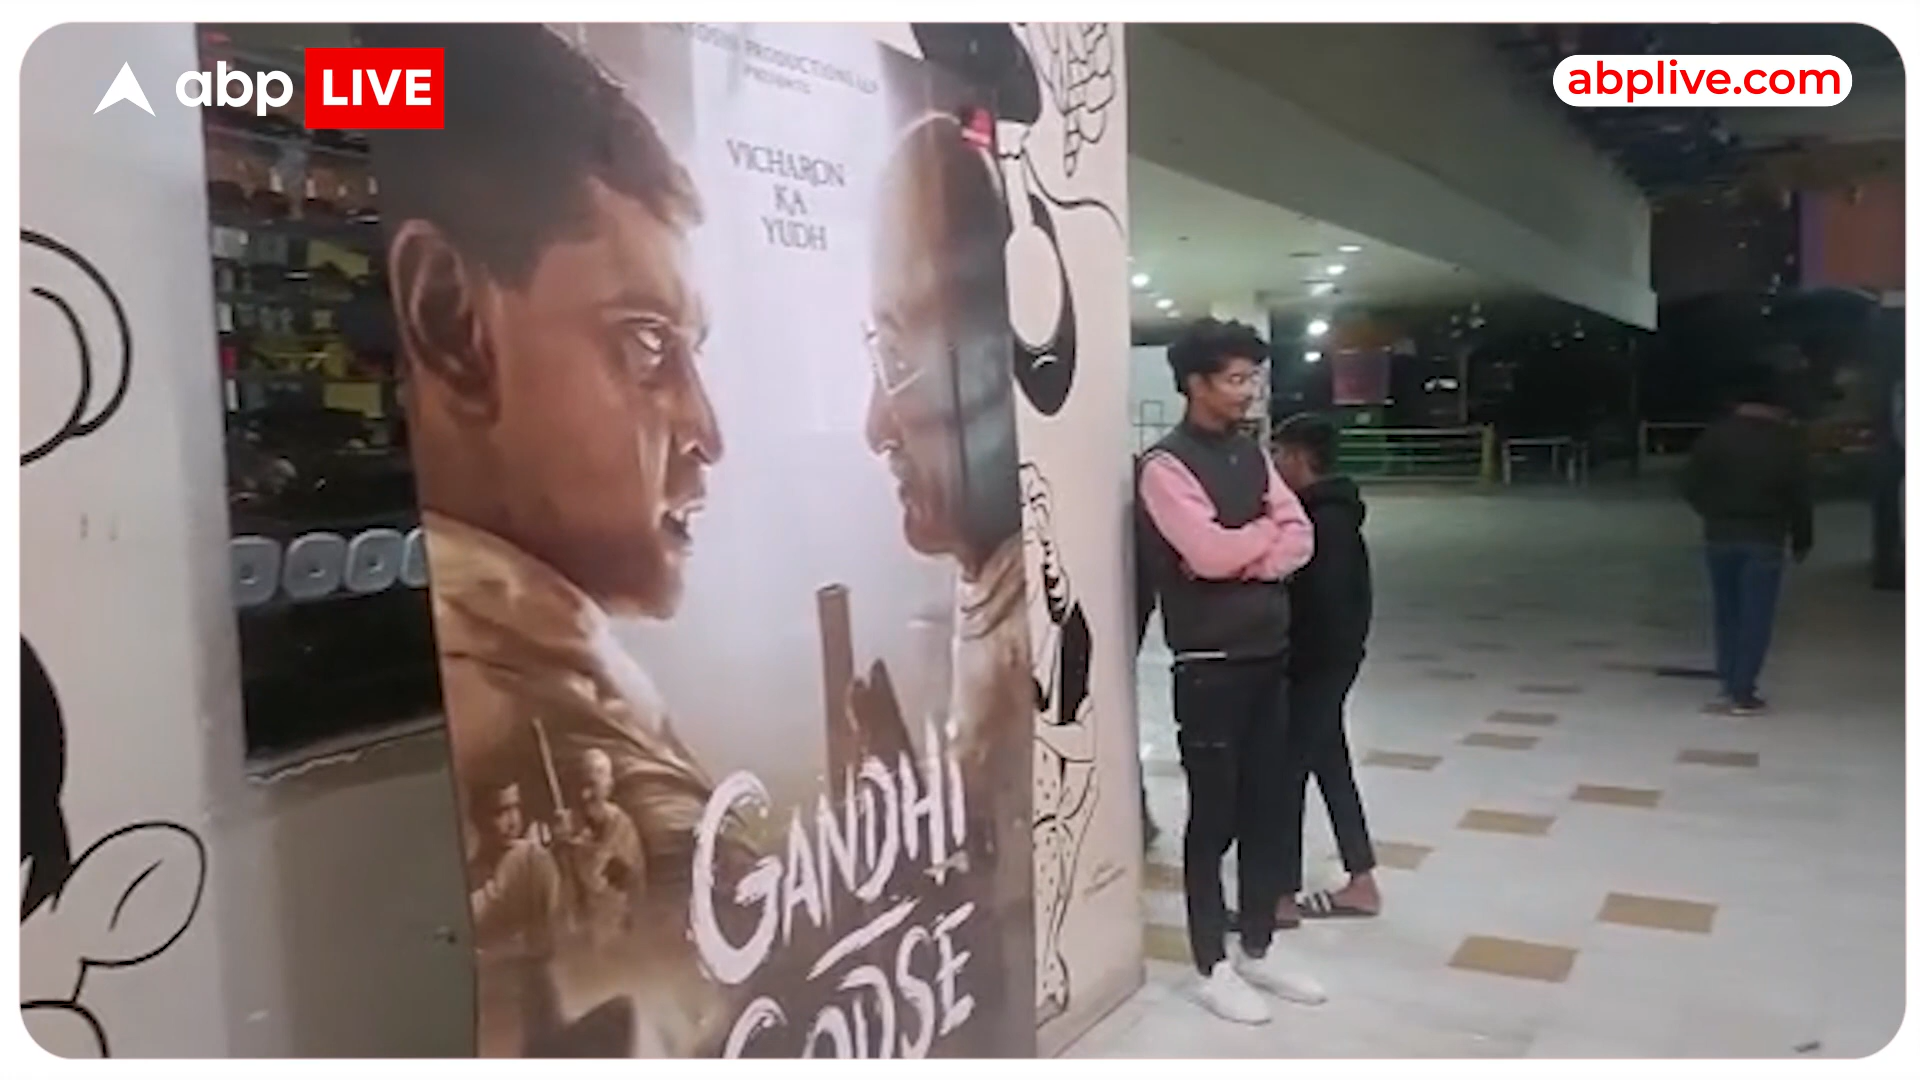 abp LIVE
abplive.com
PRODUCTIONS LLP
PRESENTS
VICHARON
KA
YUDH
GANDHI
GODSE